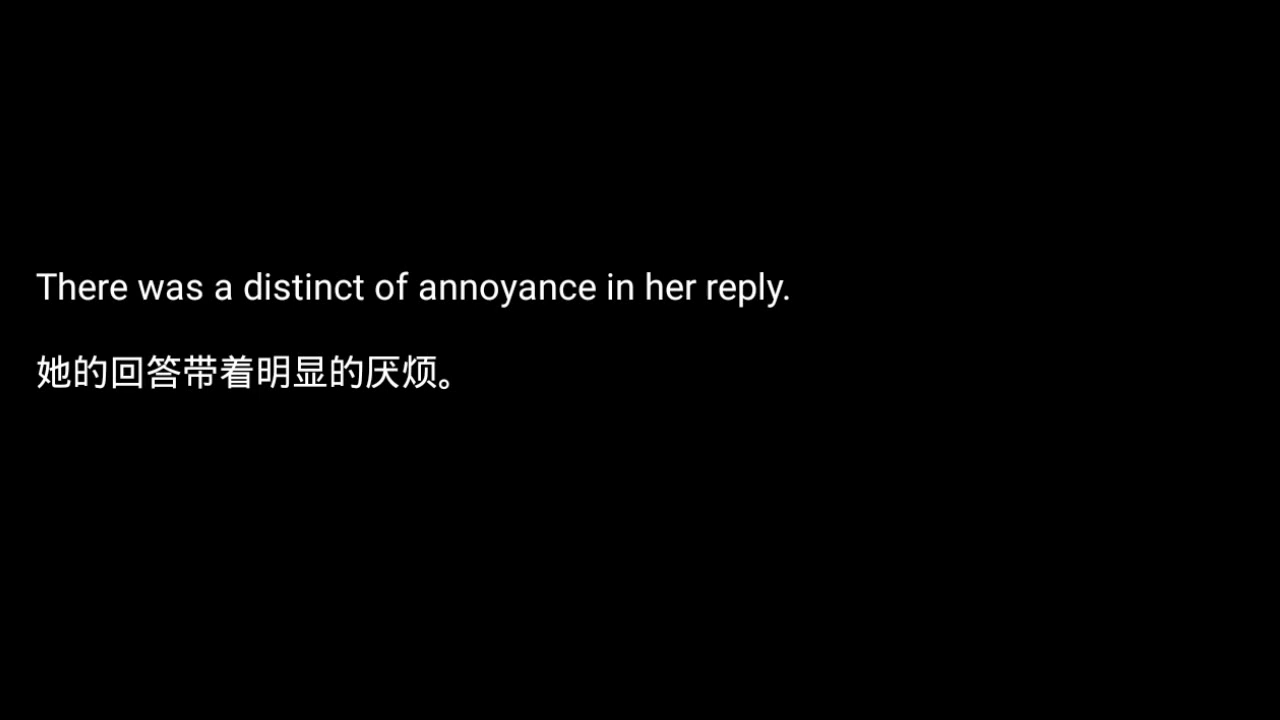 There was a distinct of annoyance in her reply.
她的回答带着明显的厌烦。